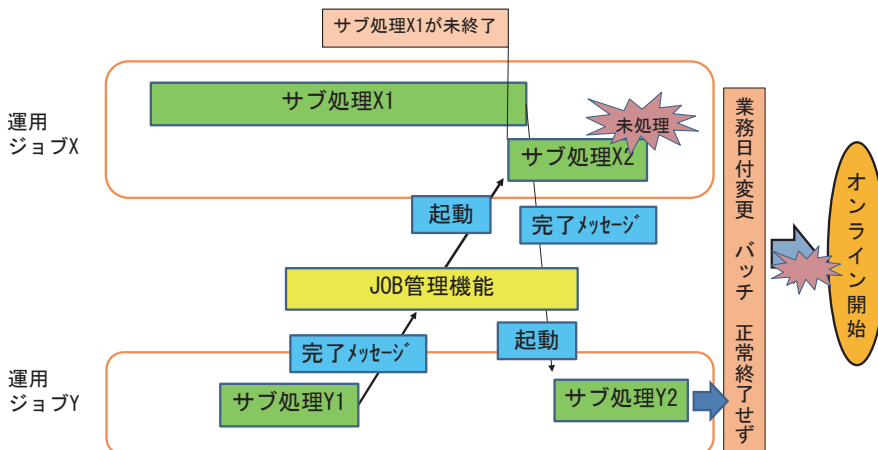 サブ処理X1が未終了
運用
ジョブX
サブ処理X1
未処理
サブ処理X2
起動
完了ﾒｯｾｰｼﾞ
JOB管理機能
完了ﾒｯｾｰｼﾞ
起動
運用
ジョブY
サブ処理Y1
サブ処理Y2
業務日付変更 バッチ 正常終了せず
オンライン開始